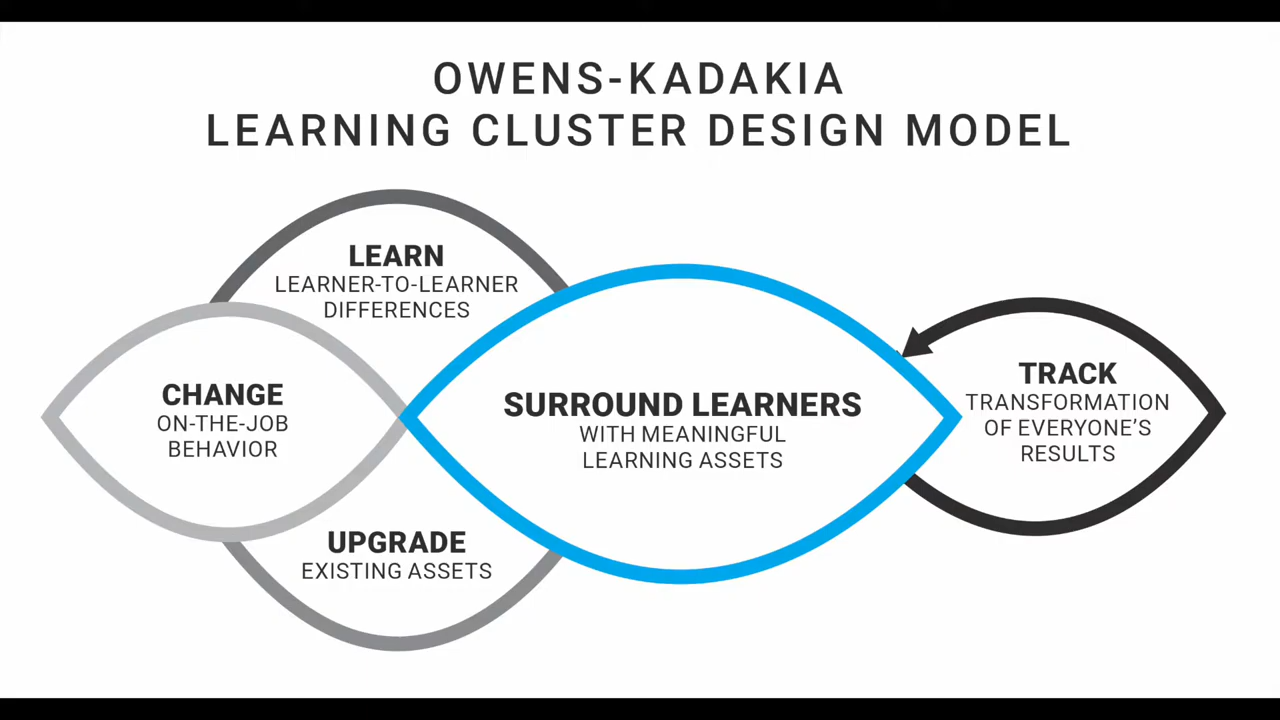 OWENS-KADAKIA
LEARNING CLUSTER DESIGN MODEL
LEARN
LEARNER-TO-LEARNER
DIFFERENCES
CHANGE
ON-THE-JOB
BEHAVIOR
SURROUND LEARNERS
WITH MEANINGFUL
LEARNING ASSETS
TRACK
TRANSFORMATION
OF EVERYONE'S
RESULTS
UPGRADE
EXISTING ASSETS